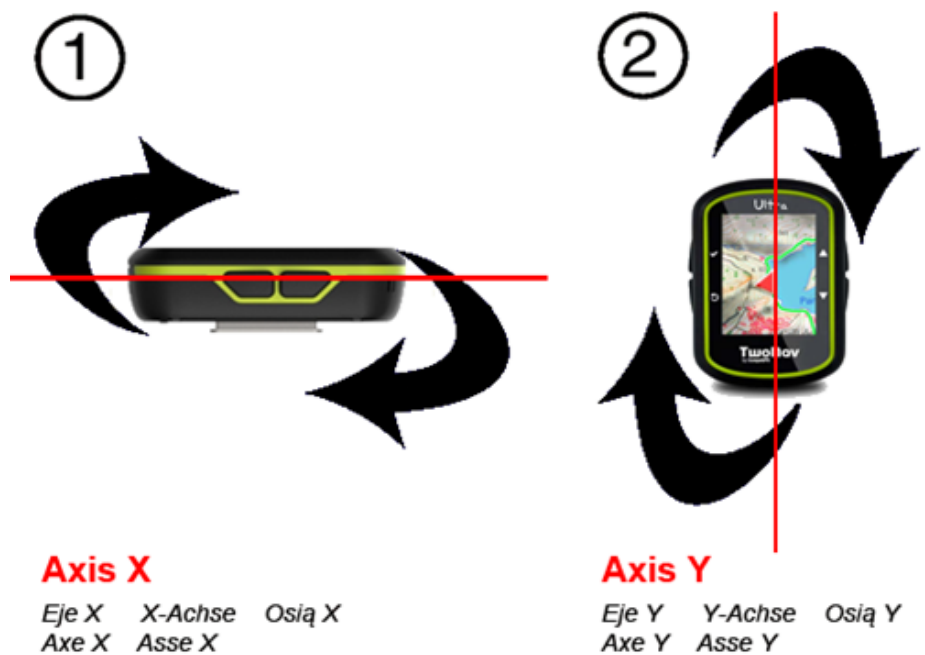 1
2
Ultra
TwoNav
Axis X
Eje X X-Achse Osią X
Axe X Asse X
Axis Y
Eje Y Y-Achse Osią Y
Axe Y Asse Y